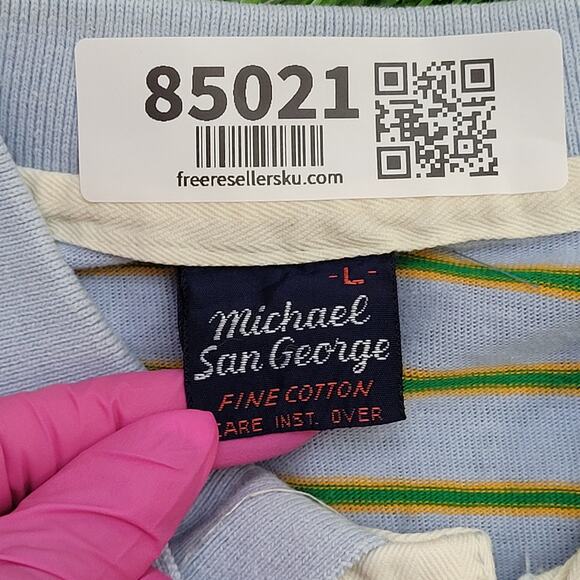 85021
freeresellersku.com
-L-
Michael
San George
FINE COTTON
CARE INST. OVER